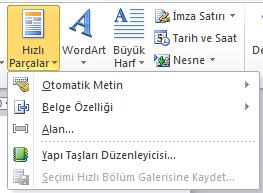 Hızlı Parçalar
WordArt
Büyük Harf
İmza Satırı
Tarih ve Saat
Nesne
Otomatik Metin
Belge Özelliği
Alan...
Yapı Taşları Düzenleyicisi...
Seçimi Hızlı Bölüm Galerisine Kaydet...